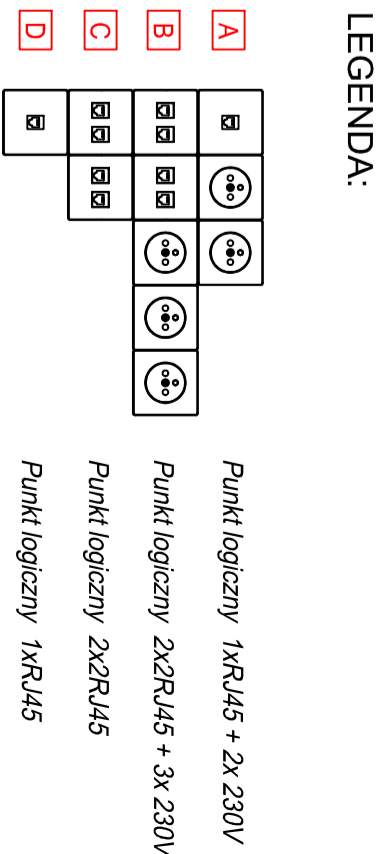 LEGENDA:
A Punkt logiczny 1xRJ45 + 2x 230V
B Punkt logiczny 2x2RJ45 + 3x 230V
C Punkt logiczny 2x2RJ45
D Punkt logiczny 1xRJ45